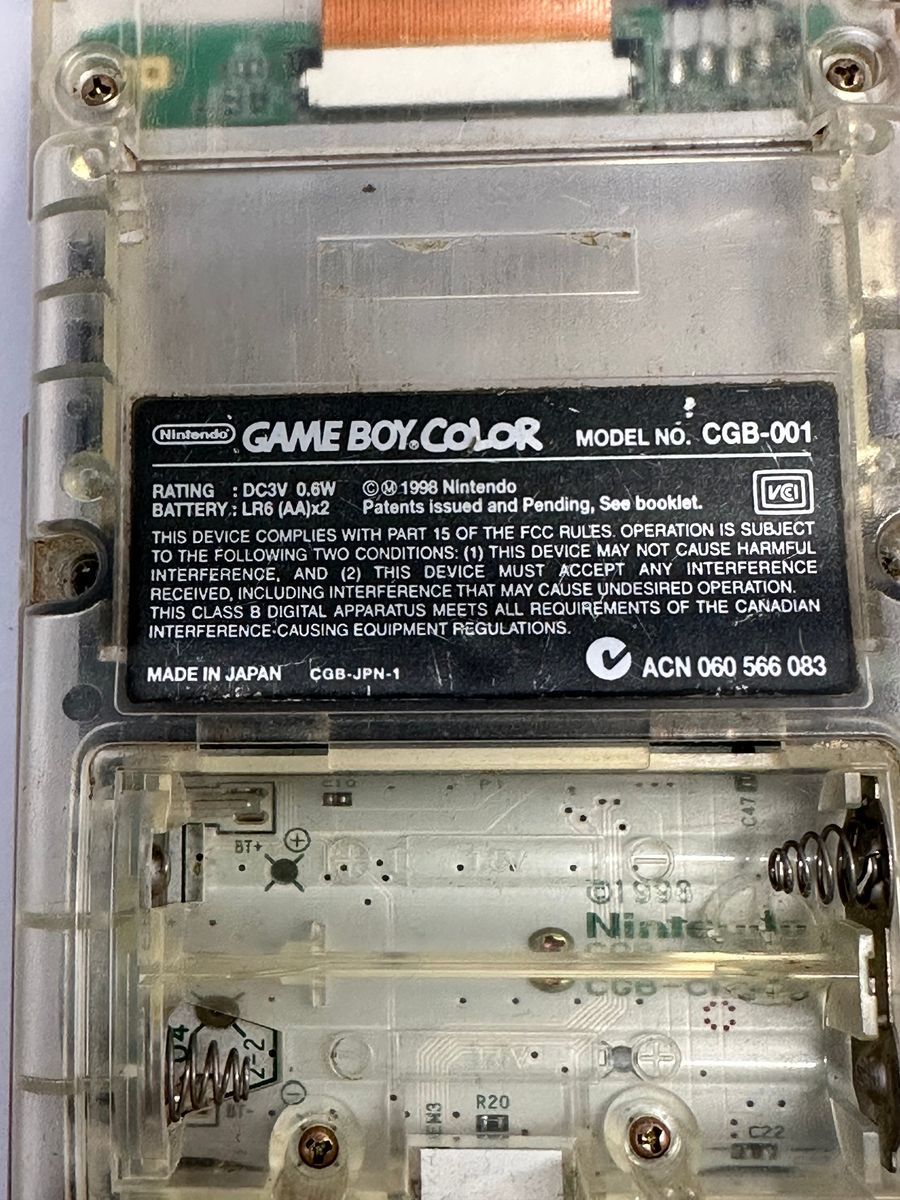 Nintendo GAME BOY COLOR MODEL NO. CGB-001
RATING : DC3V 0.6W ©Ⓜ 1998 Nintendo
BATTERY : LR6 (AA)x2 Patents issued and Pending, See booklet.
VCI
THIS DEVICE COMPLIES WITH PART 15 OF THE FCC RULES. OPERATION IS SUBJECT
TO THE FOLLOWING TWO CONDITIONS: (1) THIS DEVICE MAY NOT CAUSE HARMFUL
INTERFERENCE, AND (2) THIS DEVICE MUST ACCEPT ANY INTERFERENCE
RECEIVED, INCLUDING INTERFERENCE THAT MAY CAUSE UNDESIRED OPERATION.
THIS CLASS B DIGITAL APPARATUS MEETS ALL REQUIREMENTS OF THE CANADIAN
INTERFERENCE-CAUSING EQUIPMENT REGULATIONS.
MADE IN JAPAN CGB-JPN-1 ACN 060 566 083
C47
BT+ +
©1998
Nintendo
2-2
BT-
R20
C22